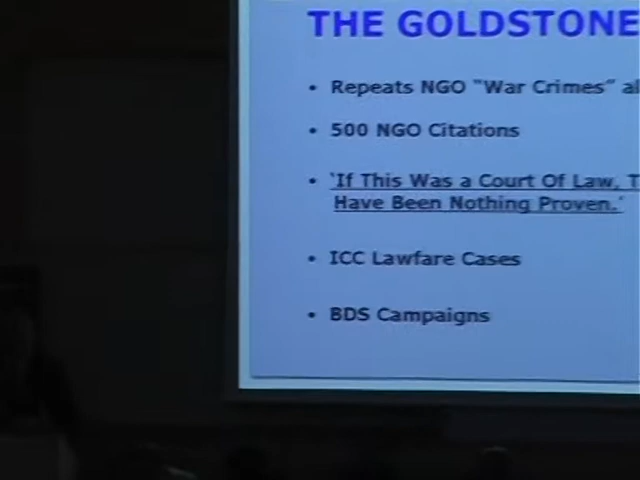 THE GOLDSTONE
• Repeats NGO "War Crimes" al
• 500 NGO Citations
• 'If This Was a Court Of Law, T
Have Been Nothing Proven.'
• ICC Lawfare Cases
• BDS Campaigns